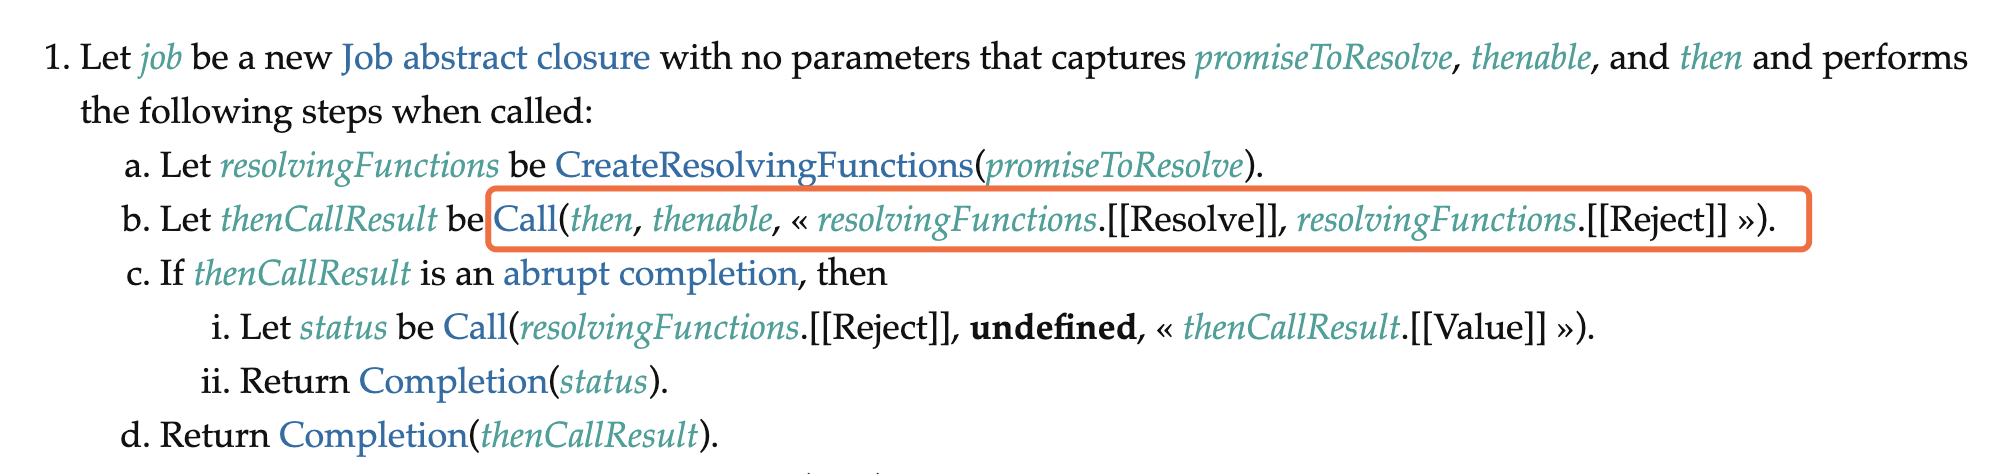 1. Let job be a new Job abstract closure with no parameters that captures promiseToResolve, thenable, and then and performs
the following steps when called:
a. Let resolvingFunctions be CreateResolvingFunctions(promiseToResolve).
b. Let thenCallResult be Call(then, thenable, « resolvingFunctions.[[Resolve]], resolvingFunctions.[[Reject]] »).
c. If thenCallResult is an abrupt completion, then
i. Let status be Call(resolvingFunctions.[[Reject]], undefined, « thenCallResult.[[Value]] »).
ii. Return Completion(status).
d. Return Completion(thenCallResult).